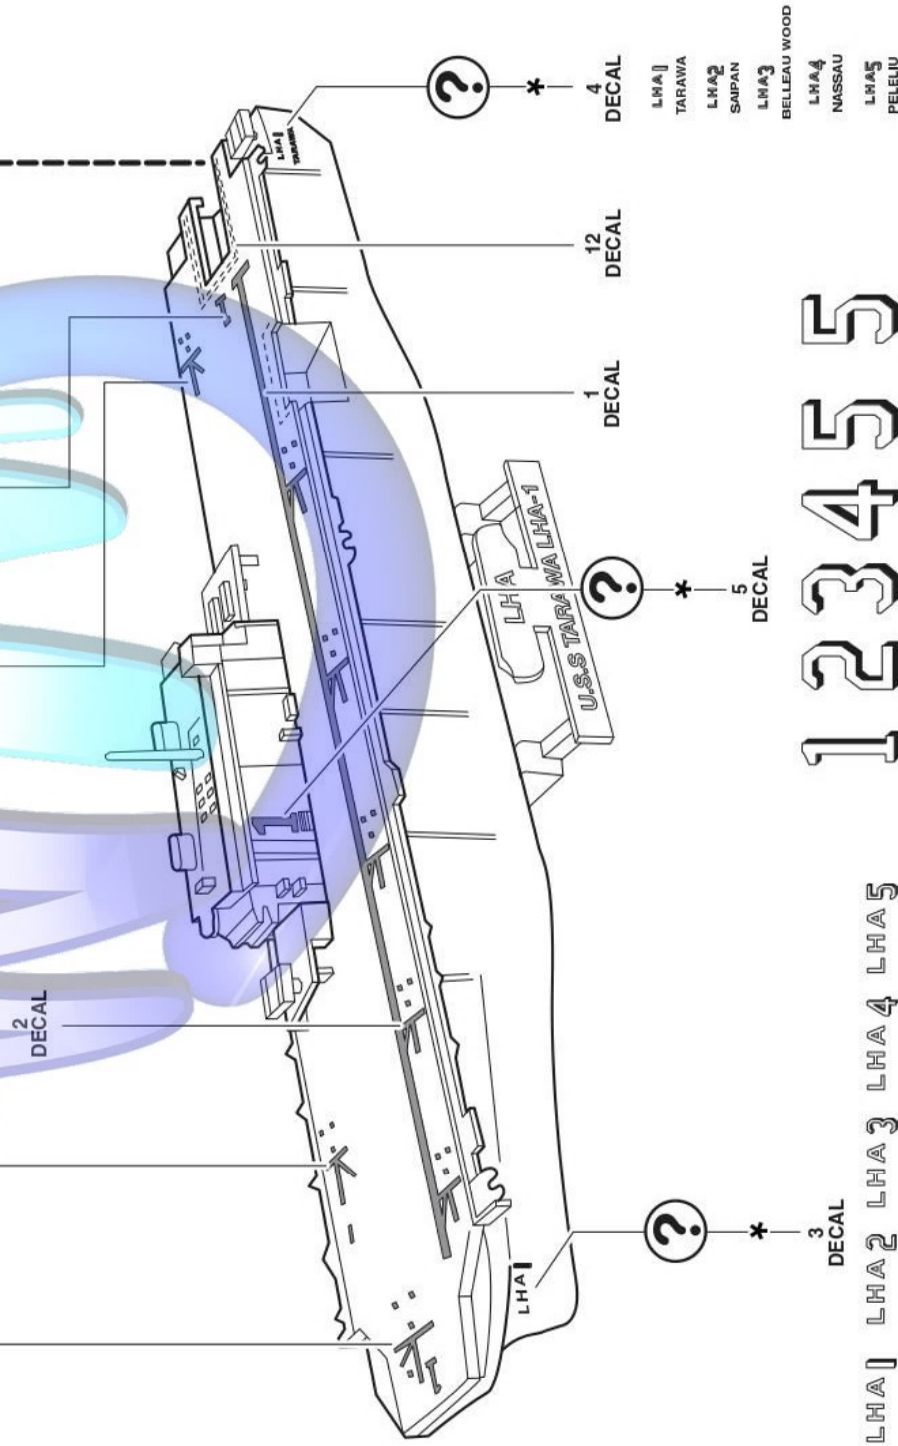 4
DECAL
LHA1
TARAWA
LHA2
SAIPAN
LHA3
BELLEAU WOOD
LHA4
NASSAU
LHA5
PELELIU
LHA1
TARAWA
12
DECAL
1
DECAL
?
*
5
DECAL
LHA
U.S.S TARAWA LHA-1
1
2
DECAL
?
*
3
DECAL
LHA1
?
*
1 2 3 4 5 5
LHA1 LHA2 LHA3 LHA4 LHA5